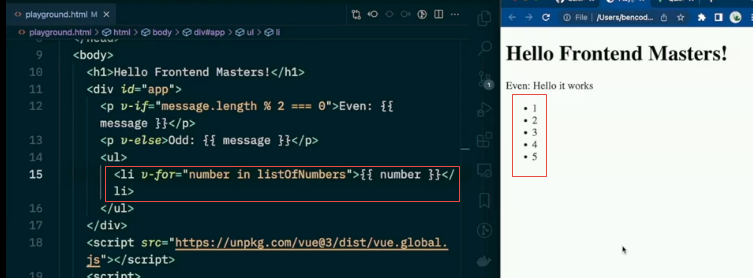 playground.html M ×
playground.html > html > body > div#app > ul > li
9 <body>
10 <h1>Hello Frontend Masters!</h1>
11 <div id="app">
12 <p v-if="message.length % 2 === 0">Even: {{
message }}</p>
13 <p v-else>Odd: {{ message }}</p>
14 <ul>
15 <li v-for="number in listOfNumbers">{{ number }}</
li>
16 </ul>
17 </div>
18 <script src="https://unpkg.com/vue@3/dist/vue.global.
js"></script>
19 <script>
File | /Users/bencod...
Hello Frontend Masters!
Even: Hello it works
• 1
• 2
• 3
• 4
• 5